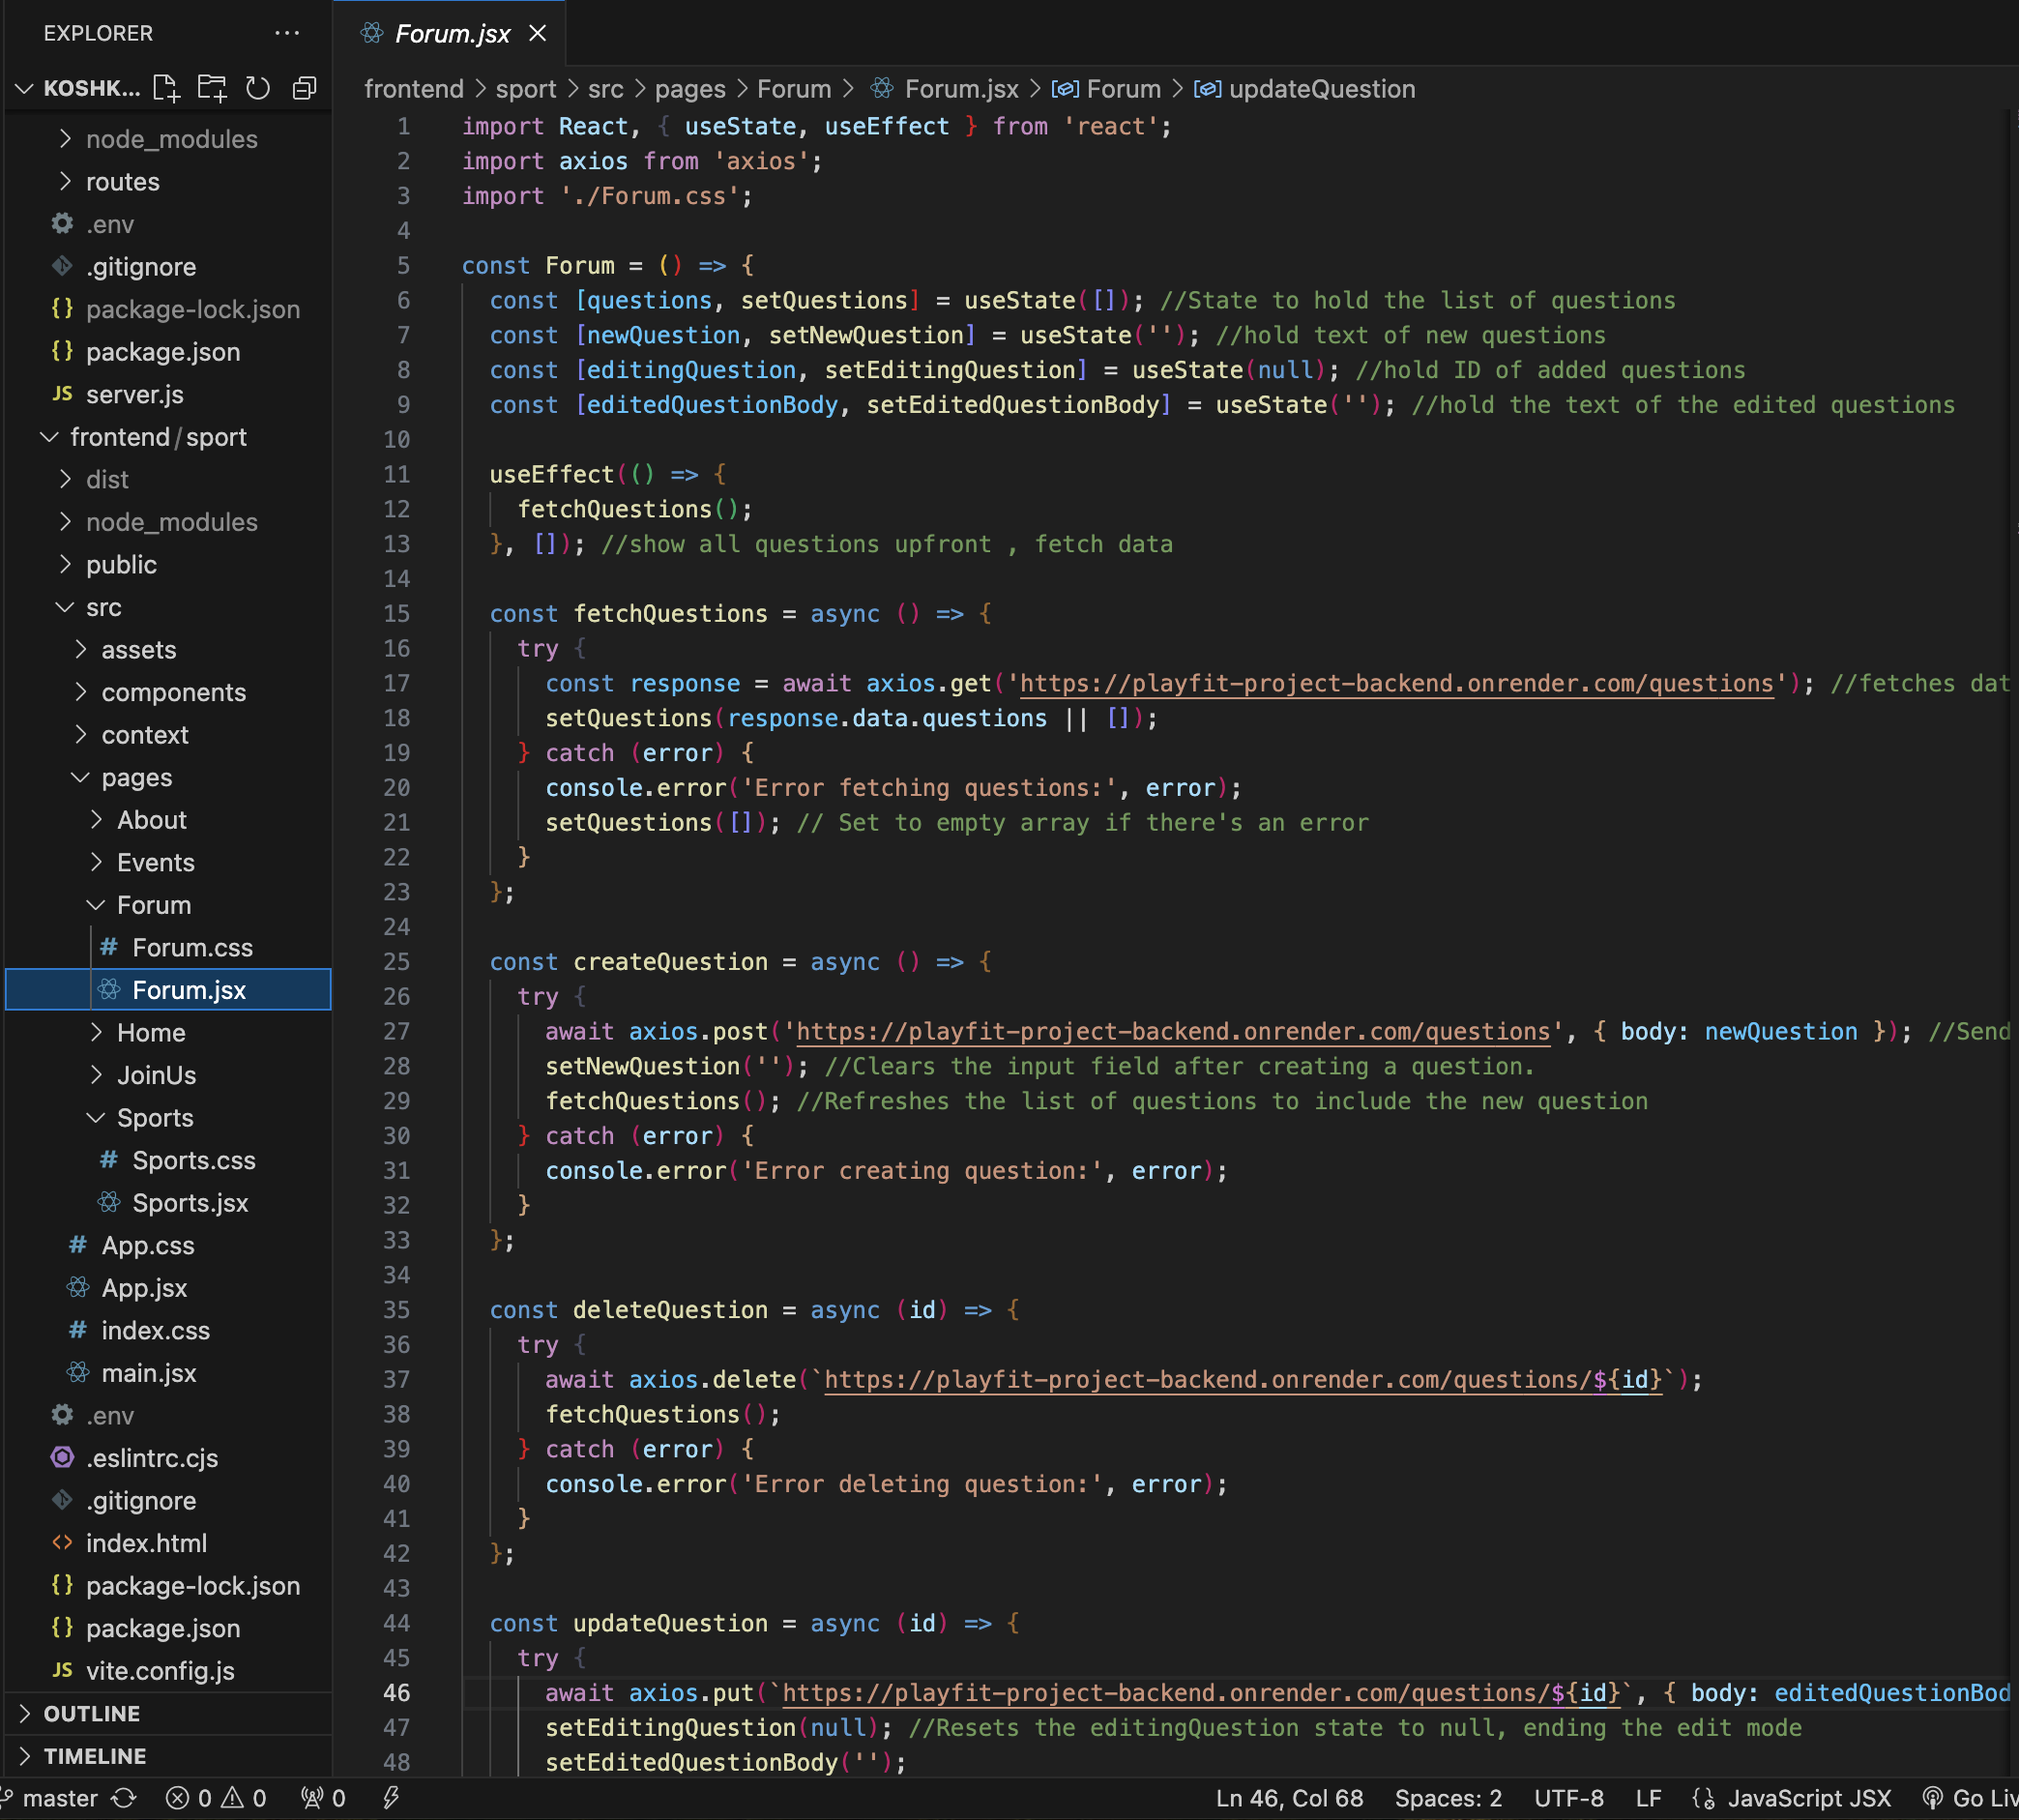 EXPLORER
KOSHK...
node_modules
routes
.env
.gitignore
{} package-lock.json
{} package.json
JS server.js
frontend/sport
dist
node_modules
public
src
assets
components
context
pages
About
Events
Forum
# Forum.css
Forum.jsx
Home
JoinUs
Sports
# Sports.css
Sports.jsx
# App.css
App.jsx
# index.css
main.jsx
.env
.eslintrc.cjs
.gitignore
<> index.html
{} package-lock.json
{} package.json
JS vite.config.js
OUTLINE
TIMELINE
Forum.jsx
frontend > sport > src > pages > Forum > Forum.jsx > Forum > updateQuestion
1 import React, { useState, useEffect } from 'react';
2 import axios from 'axios';
3 import './Forum.css';
4
5 const Forum = () => {
6 const [questions, setQuestions] = useState([]); //State to hold the list of questions
7 const [newQuestion, setNewQuestion] = useState(''); //hold text of new questions
8 const [editingQuestion, setEditingQuestion] = useState(null); //hold ID of added questions
9 const [editedQuestionBody, setEditedQuestionBody] = useState(''); //hold the text of the edited questions
10
11 useEffect(() => {
12 fetchQuestions();
13 }, []); //show all questions upfront , fetch data
14
15 const fetchQuestions = async () => {
16 try {
17 const response = await axios.get('https://playfit-project-backend.onrender.com/questions'); //fetches dat
18 setQuestions(response.data.questions || []);
19 } catch (error) {
20 console.error('Error fetching questions:', error);
21 setQuestions([]); // Set to empty array if there's an error
22 }
23 };
24
25 const createQuestion = async () => {
26 try {
27 await axios.post('https://playfit-project-backend.onrender.com/questions', { body: newQuestion }); //Send
28 setNewQuestion(''); //Clears the input field after creating a question.
29 fetchQuestions(); //Refreshes the list of questions to include the new question
30 } catch (error) {
31 console.error('Error creating question:', error);
32 }
33 };
34
35 const deleteQuestion = async (id) => {
36 try {
37 await axios.delete(`https://playfit-project-backend.onrender.com/questions/${id}`);
38 fetchQuestions();
39 } catch (error) {
40 console.error('Error deleting question:', error);
41 }
42 };
43
44 const updateQuestion = async (id) => {
45 try {
46 await axios.put(`https://playfit-project-backend.onrender.com/questions/${id}`, { body: editedQuestionBod
47 setEditingQuestion(null); //Resets the editingQuestion state to null, ending the edit mode
48 setEditedQuestionBody('');
master 0 0 0 Ln 46, Col 68 Spaces: 2 UTF-8 LF JavaScript JSX Go Liv